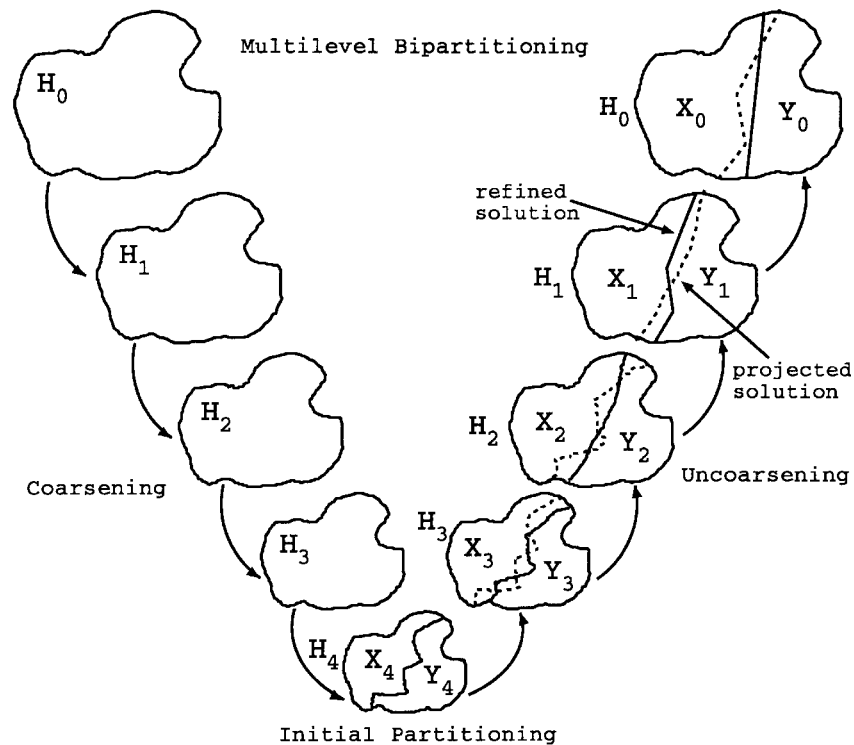 Multilevel Bipartitioning
H0
H0
X0
Y0
refined
solution
H1
H1
X1
Y1
projected
solution
H2
H2
X2
Y2
Coarsening
Uncoarsening
H3
H3
X3
Y3
H4
X4
Y4
Initial Partitioning